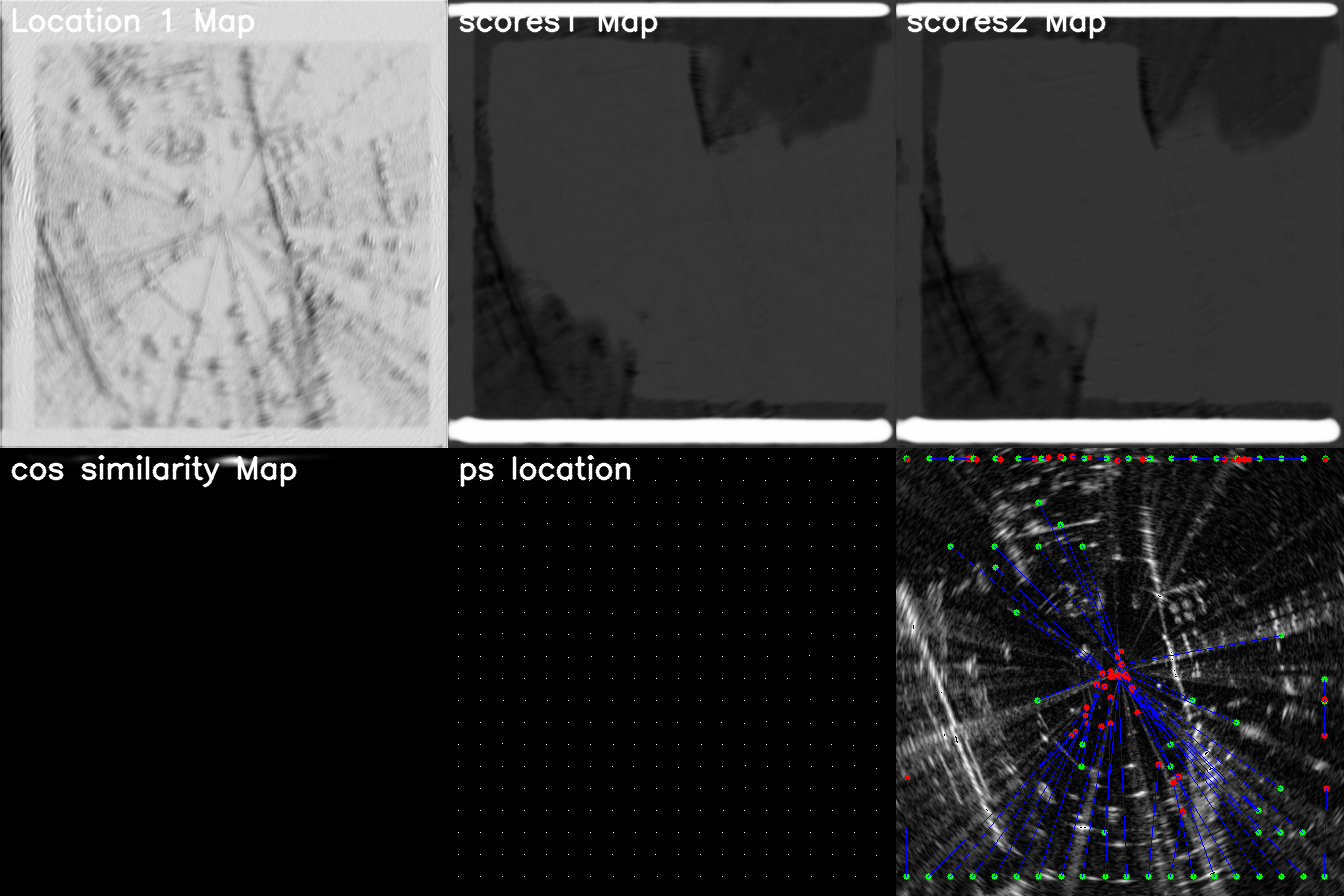 Location 1 Map
scores1 Map
scores2 Map
cos similarity Map
ps location